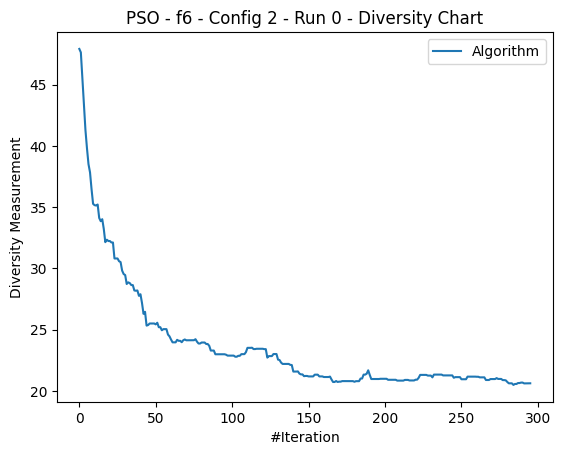 PSO - f6 - Config 2 - Run 0 - Diversity Chart
Algorithm
Diversity Measurement
45
40
35
30
25
20
0 50 100 150 200 250 300
#Iteration